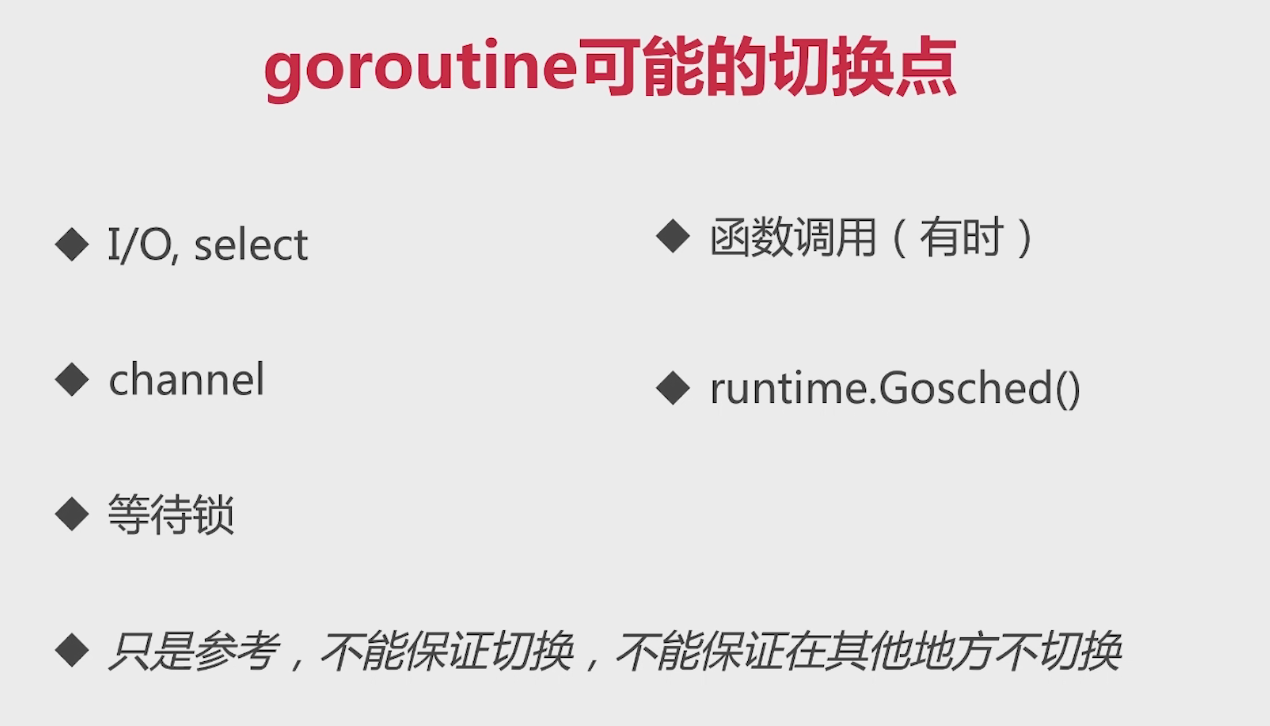 goroutine可能的切换点
◆ I/O, select
◆ channel
◆ 等待锁
◆ 函数调用（有时）
◆ runtime.Gosched()
◆ 只是参考，不能保证切换，不能保证在其他地方不切换